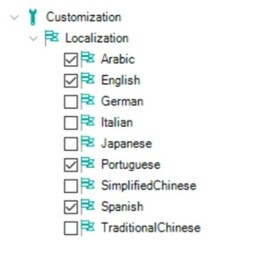 Customization
Localization
Arabic
English
German
Italian
Japanese
Portuguese
SimplifiedChinese
Spanish
TraditionalChinese